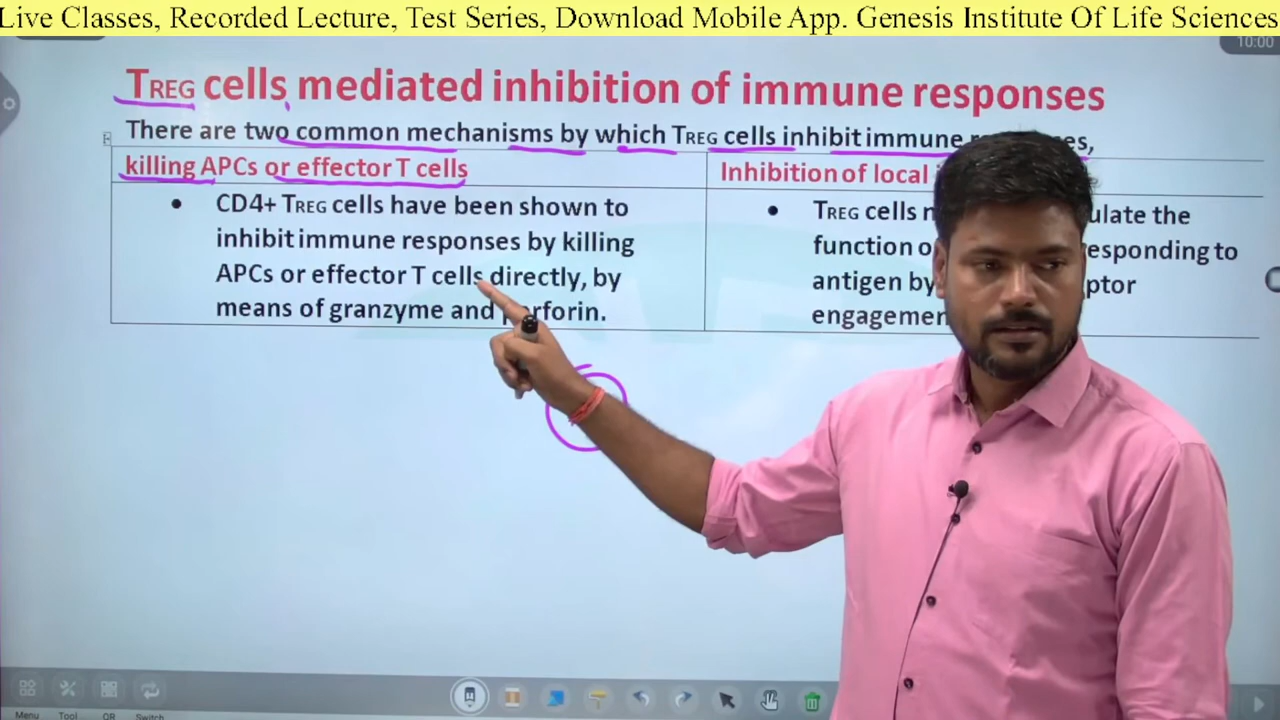 Live Classes, Recorded Lecture, Test Series, Download Mobile App. Genesis Institute Of Life Sciences
10:00
TREG cells mediated inhibition of immune responses
There are two common mechanisms by which TREG cells inhibit immune
killing APCs or effector T cells
Inhibition of local
• CD4+ TREG cells have been shown to
inhibit immune responses by killing
APCs or effector T cells directly, by
means of granzyme and perforin.
• TREG cells ulate the
function esponding to
antigen by ptor
engagemen
Menu Tool QR Switch